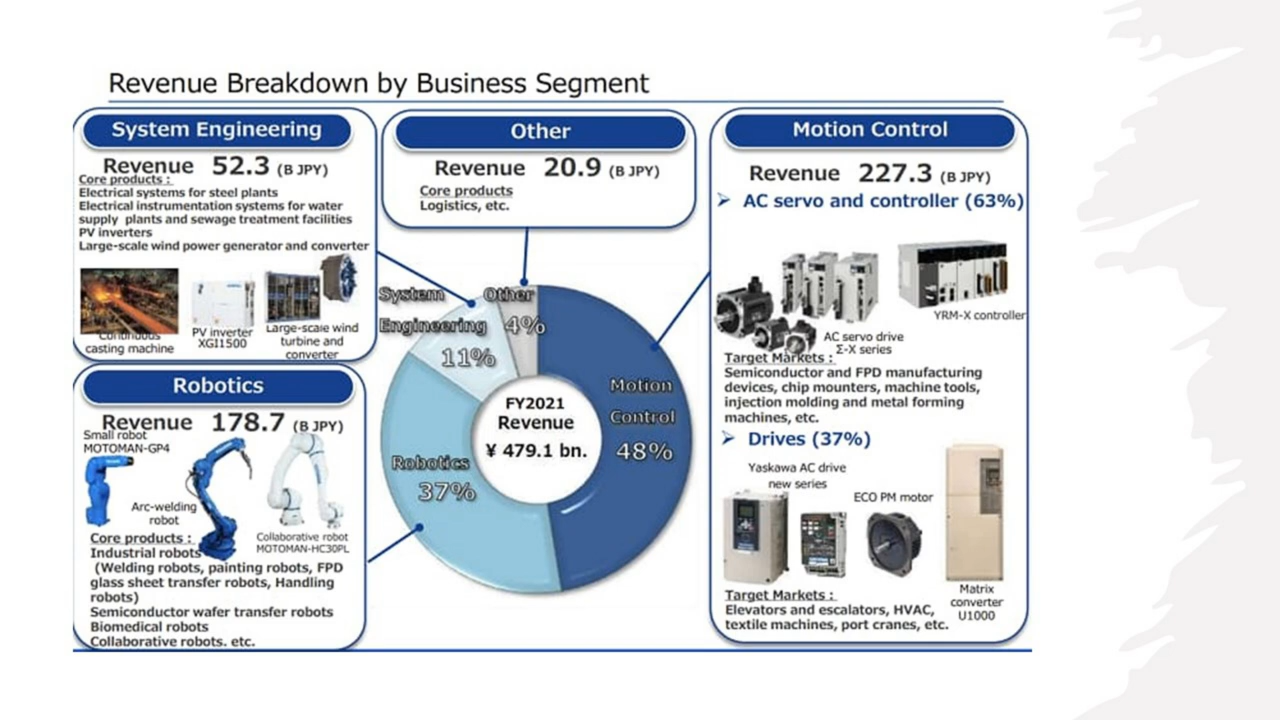 Revenue Breakdown by Business Segment
System Engineering
Revenue 52.3 (B JPY)
Core products :
Electrical systems for steel plants
Electrical instrumentation systems for water
supply plants and sewage treatment facilities
PV inverters
Large-scale wind power generator and converter
Continuous
casting machine
PV inverter
XGI1500
Large-scale wind
turbine and
converter
Other
Revenue 20.9 (B JPY)
Core products
Logistics, etc.
Motion Control
Revenue 227.3 (B JPY)
➢ AC servo and controller (63%)
YRM-X controller
AC servo drive
Σ-X series
Target Markets :
Semiconductor and FPD manufacturing
devices, chip mounters, machine tools,
injection molding and metal forming
machines, etc.
➢ Drives (37%)
Yaskawa AC drive
new series
ECO PM motor
Matrix
converter
U1000
Target Markets :
Elevators and escalators, HVAC,
textile machines, port cranes, etc.
Robotics
Revenue 178.7 (B JPY)
Small robot
MOTOMAN-GP4
Arc-welding
robot
Collaborative robot
MOTOMAN-HC30PL
Core products :
Industrial robots
(Welding robots, painting robots, FPD
glass sheet transfer robots, Handling
robots)
Semiconductor wafer transfer robots
Biomedical robots
Collaborative robots. etc.
System
Engineering
11%
Other
4%
Motion
Control
48%
Robotics
37%
FY2021
Revenue
¥ 479.1 bn.